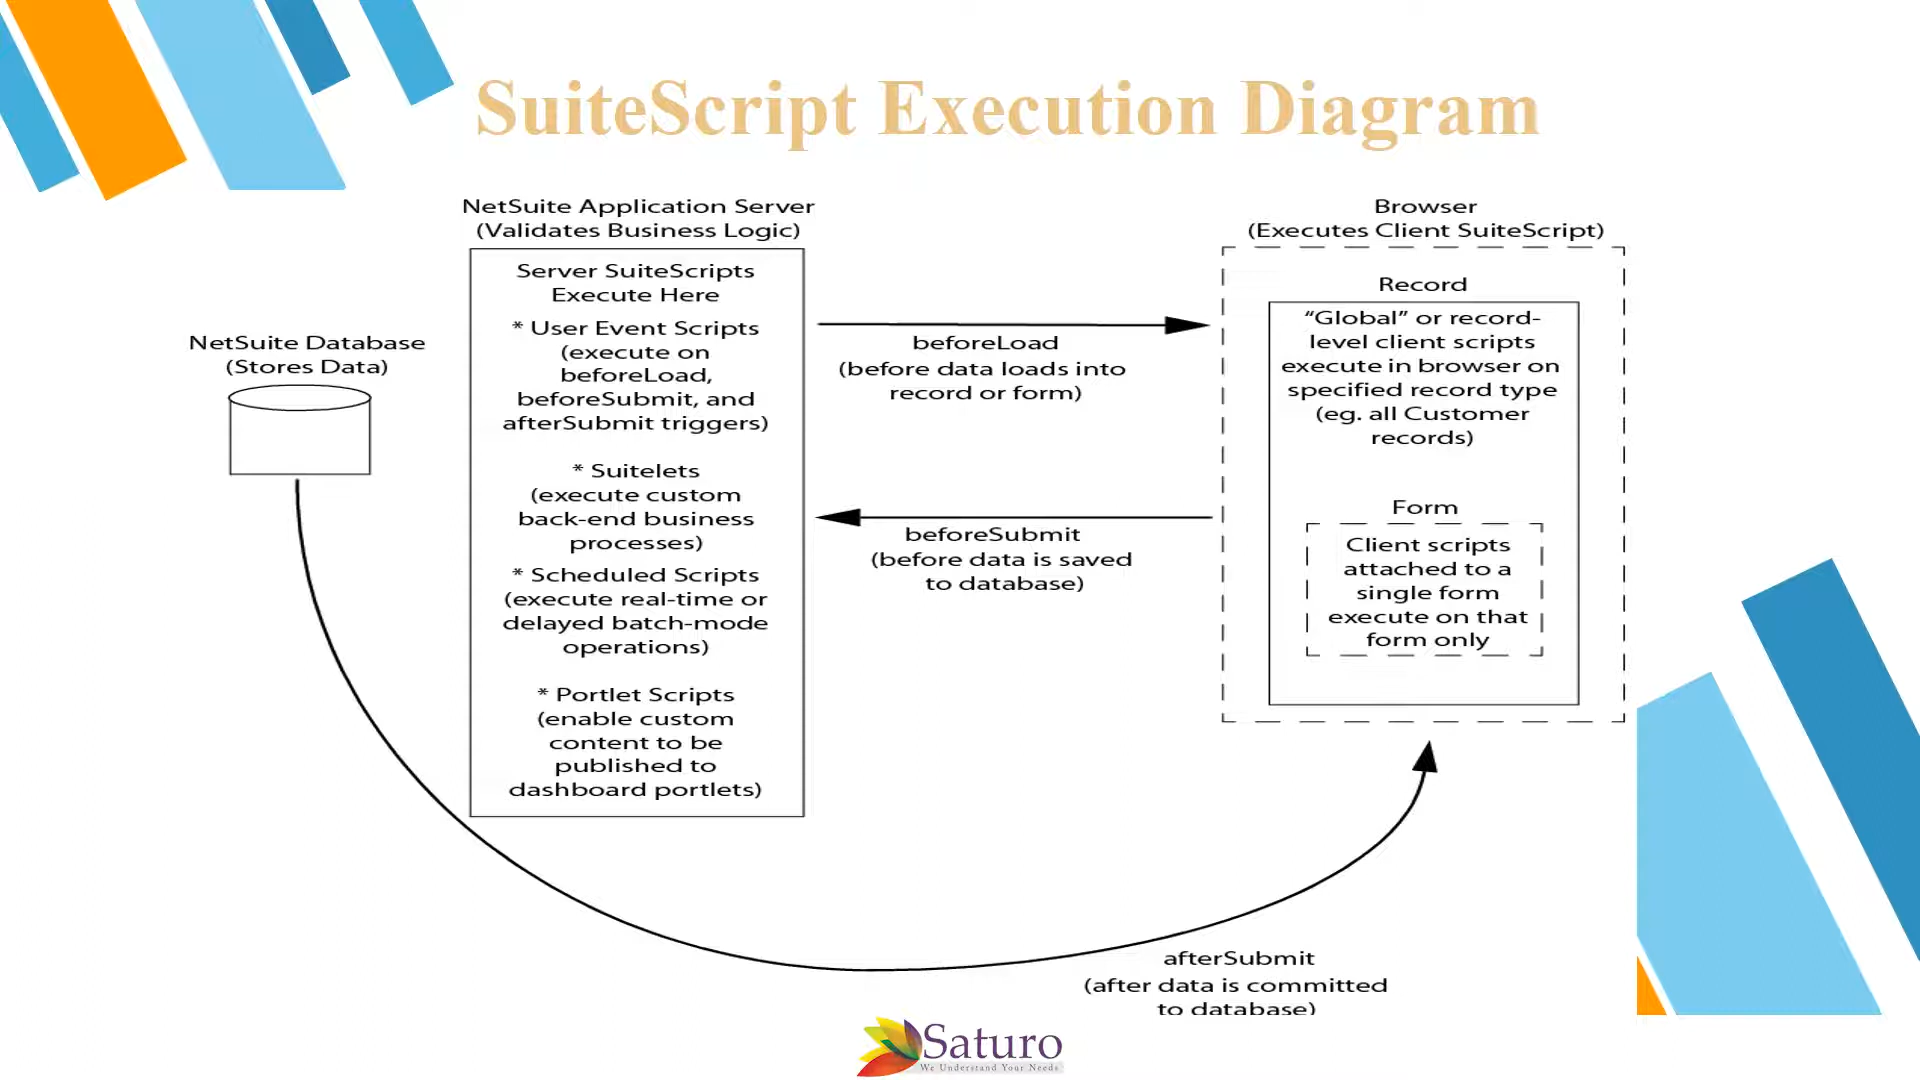 SuiteScript Execution Diagram
NetSuite Database
(Stores Data)
NetSuite Application Server
(Validates Business Logic)
Server SuiteScripts
Execute Here
* User Event Scripts
(execute on
beforeLoad,
beforeSubmit, and
afterSubmit triggers)
* Suitelets
(execute custom
back-end business
processes)
* Scheduled Scripts
(execute real-time or
delayed batch-mode
operations)
* Portlet Scripts
(enable custom
content to be
published to
dashboard portlets)
beforeLoad
(before data loads into
record or form)
beforeSubmit
(before data is saved
to database)
Browser
(Executes Client SuiteScript)
Record
“Global” or record-
level client scripts
execute in browser on
specified record type
(eg. all Customer
records)
Form
Client scripts
attached to a
single form
execute on that
form only
afterSubmit
(after data is committed
to database)
Saturo
We Understand Your Needs